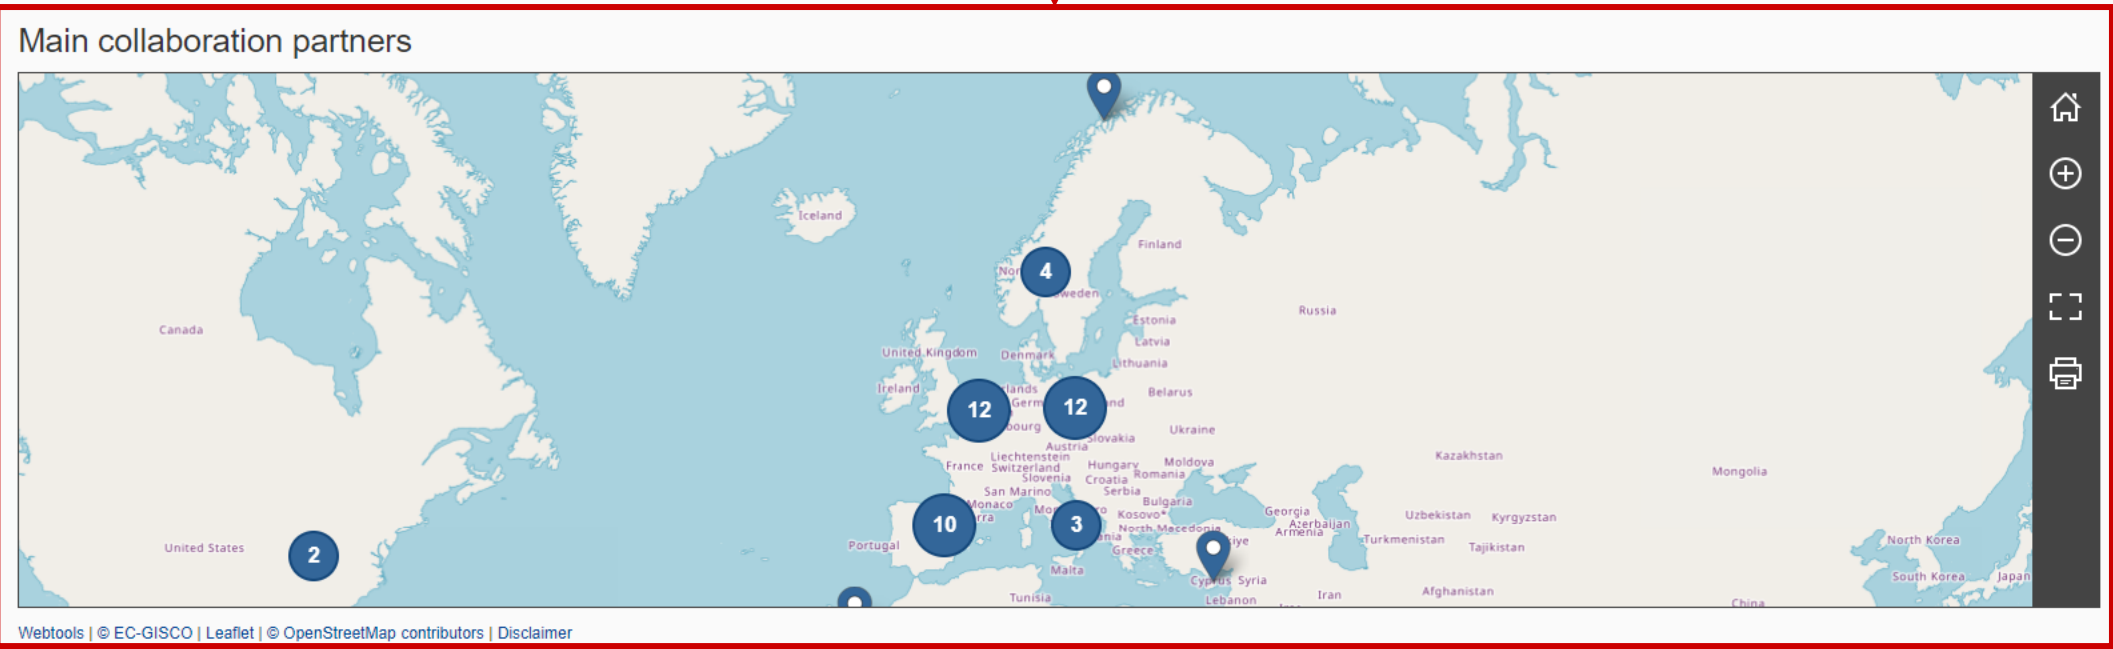 Main collaboration partners
Iceland
Finland
4
Sweden
Russia
Estonia
Canada
Latvia
United Kingdom
Denmark
Lithuania
Ireland
Belarus
12
12
Ukraine
Slovakia
Austria
Liechtenstein
Kazakhstan
France
Switzerland
Hungary
Moldova
Mongolia
Slovenia
Croatia
Romania
San Marino
Serbia
Monaco
Bulgaria
Kosovo*
Georgia
Uzbekistan
Kyrgyzstan
10
3
North Macedonia
Azerbaijan
Armenia
Turkmenistan
Tajikistan
North Korea
United States
2
Portugal
Greece
Malta
Cyprus
Syria
South Korea
Japan
Tunisia
Lebanon
Iran
Afghanistan
China
Webtools | © EC-GISCO | Leaflet | © OpenStreetMap contributors | Disclaimer